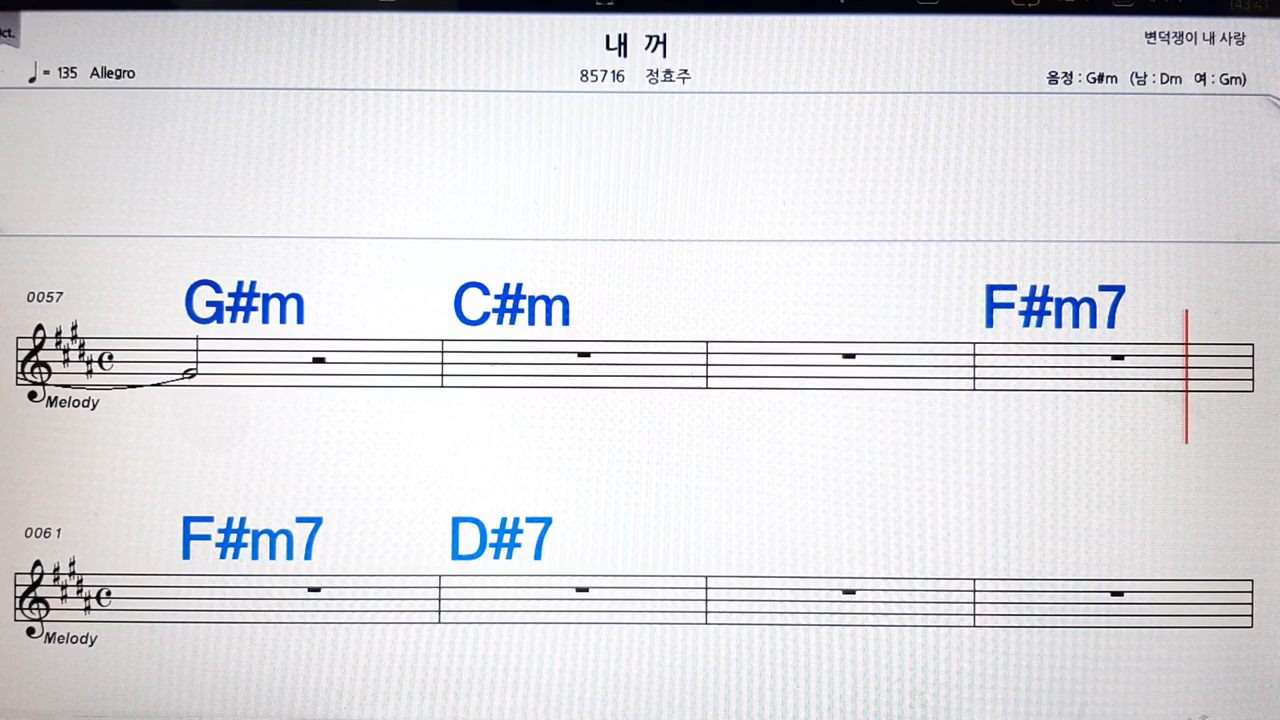 ct.
내 꺼
변덕쟁이 내 사랑
♩= 135 Allegro
85716 정효주
음정 : G#m (남 : Dm 여 : Gm)
0057
G#m C#m F#m7
Melody
0061
F#m7 D#7
Melody